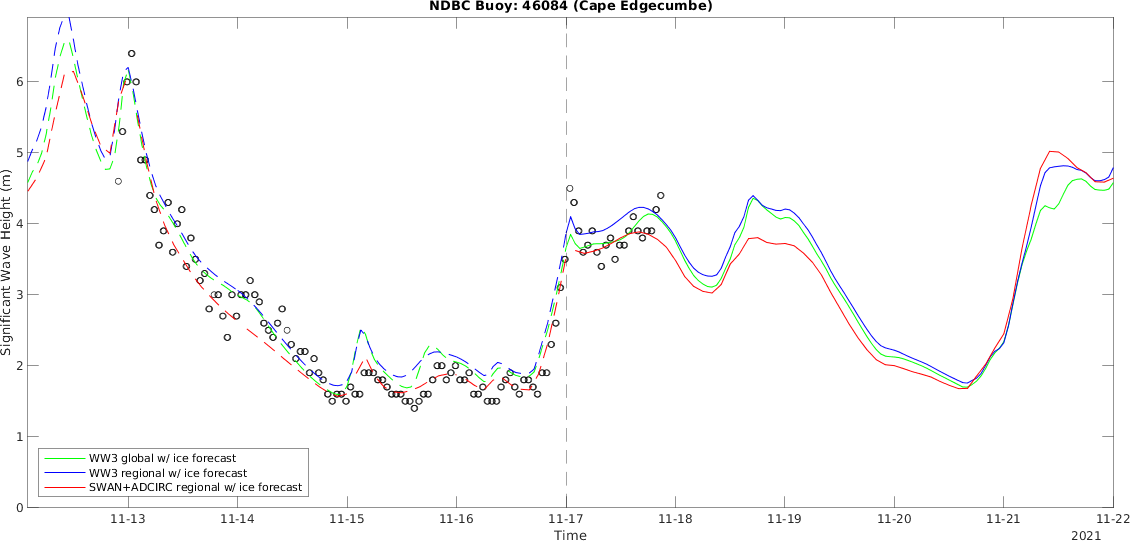 NDBC Buoy: 46084 (Cape Edgecumbe)
Significant Wave Height (m)
6
5
4
3
2
1
0
WW3 global w/ ice forecast
WW3 regional w/ ice forecast
SWAN+ADCIRC regional w/ ice forecast
11-13 11-14 11-15 11-16 11-17 11-18 11-19 11-20 11-21 11-22
Time
2021